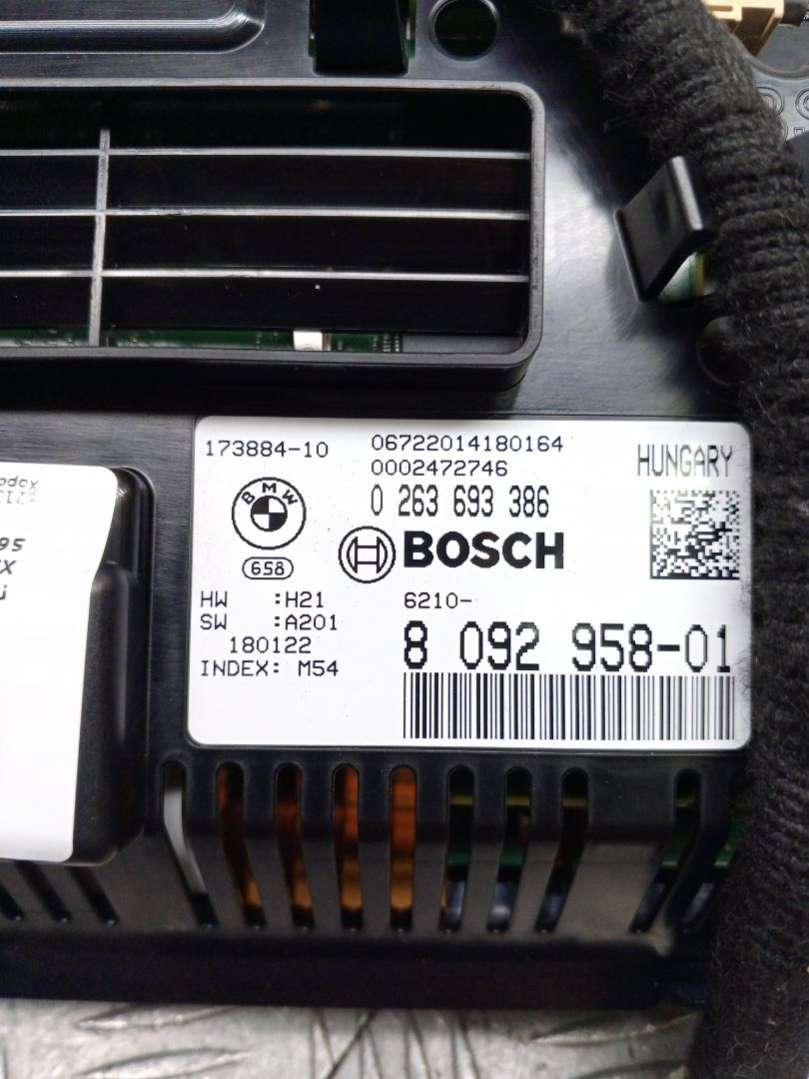 173884-10
06722014180164
0002472746
HUNGARY
0 263 693 386
BMW
BOSCH
658
HW :H21
6210-
SW :A201
8 092 958-01
180122
INDEX: M54
95